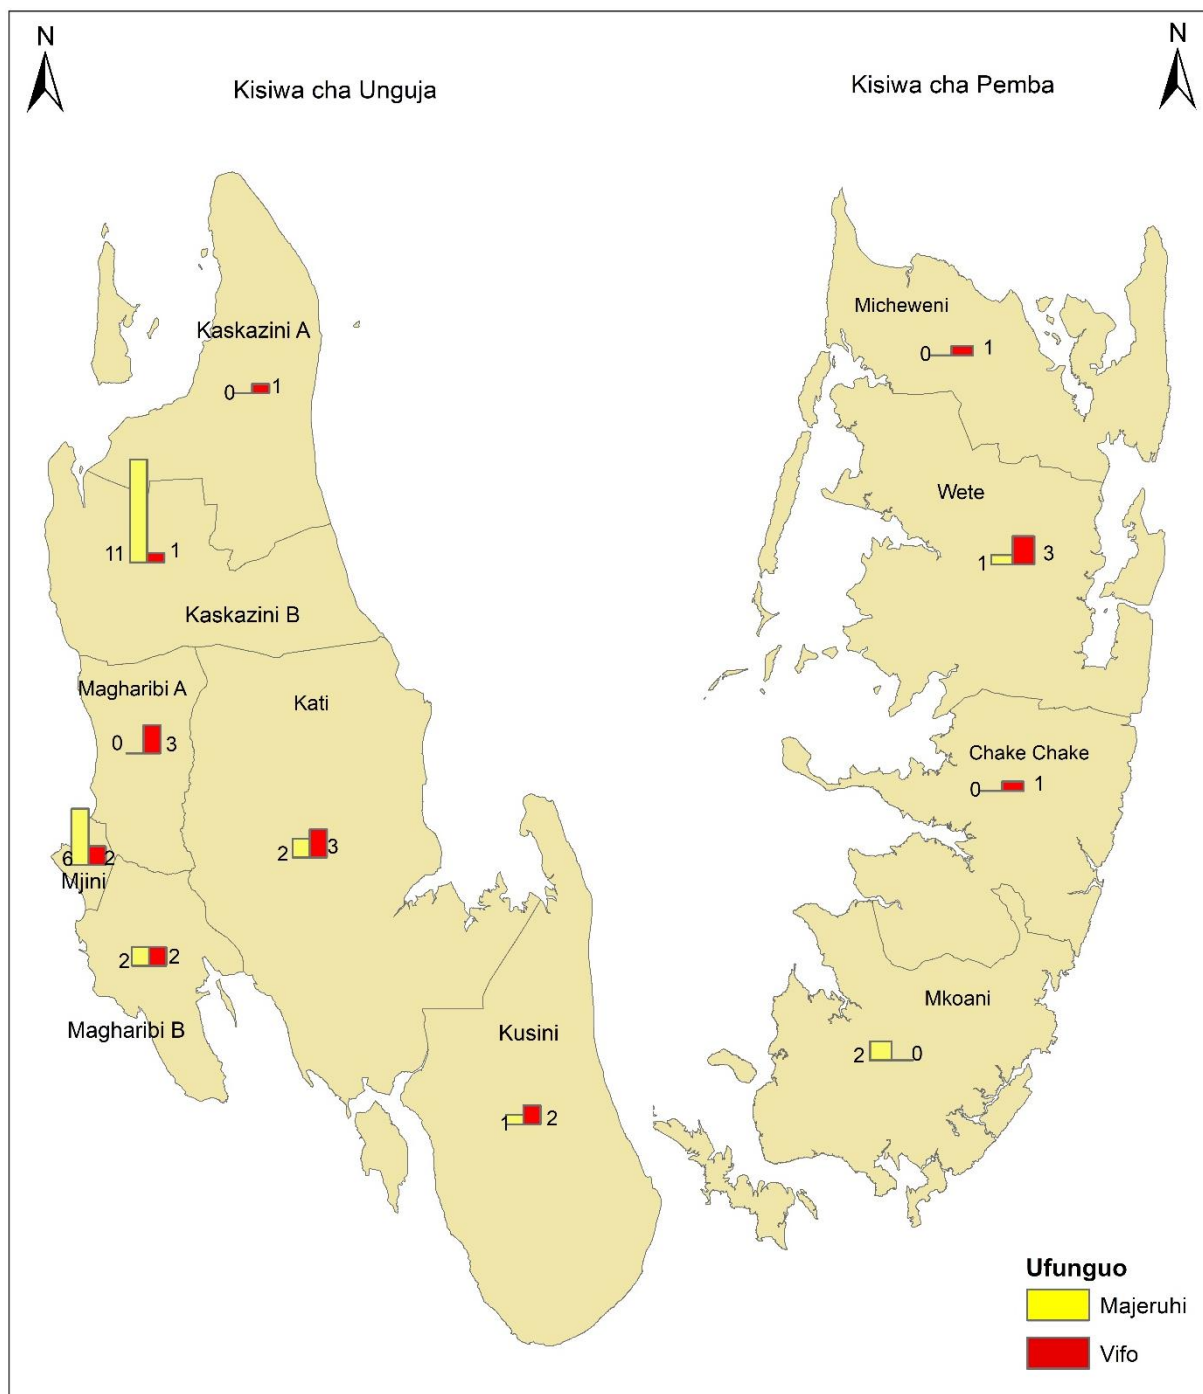 N
N
Kisiwa cha Unguja
Kisiwa cha Pemba
Kaskazini A
0 1
11 1
Kaskazini B
Magharibi A
0 3
Kati
2 3
6 2
Mjini
2 2
Magharibi B
Kusini
1 2
Micheweni
0 1
Wete
1 3
Chake Chake
0 1
Mkoani
2 0
Ufunguo
Majeruhi
Vifo